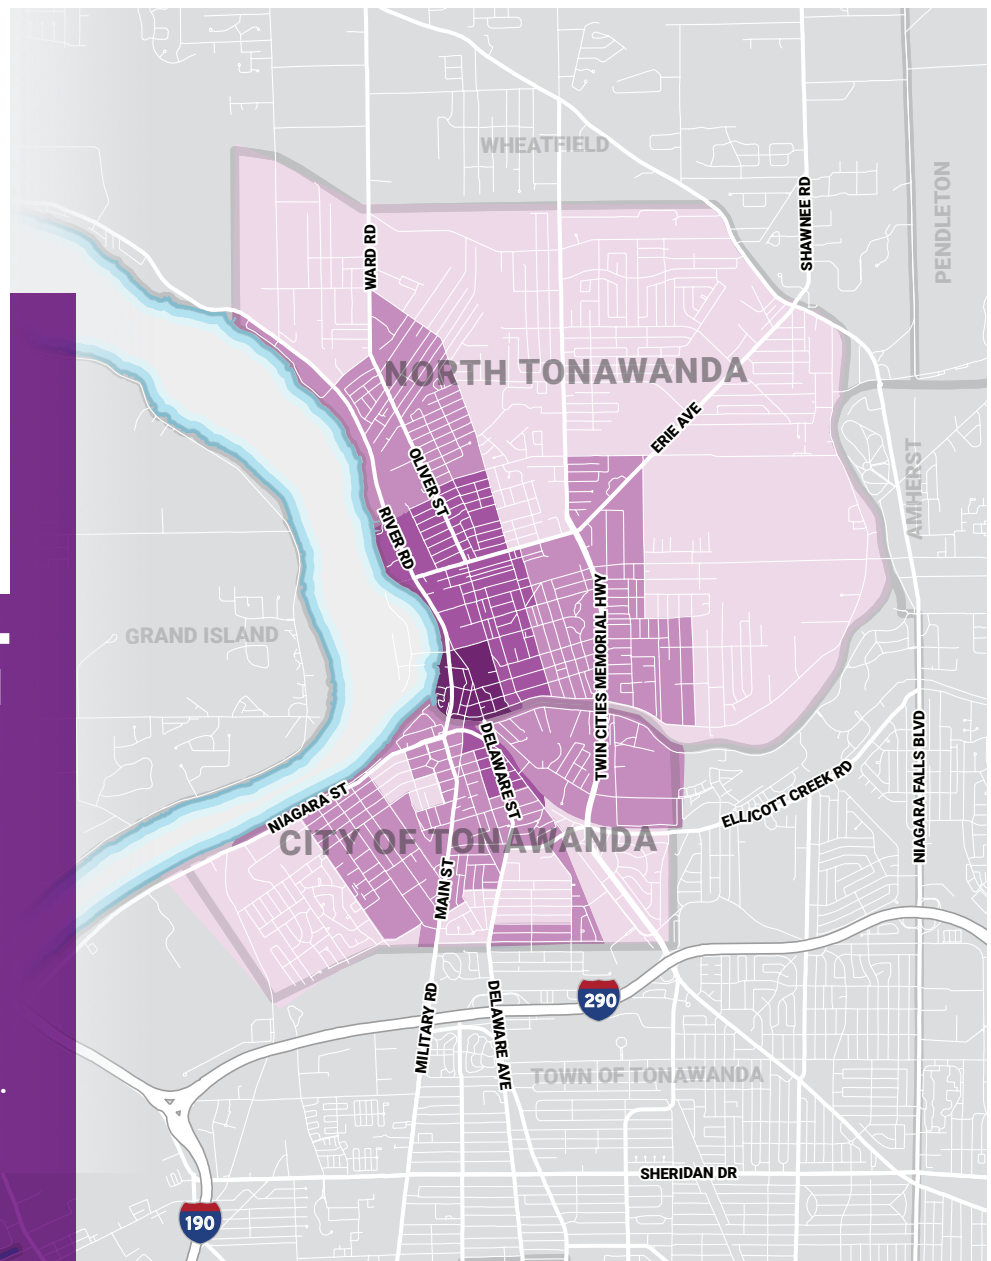 WHEATFIELD
PENDLETON
SHAWNEE RD
WARD RD
NORTH TONAWANDA
ERIE AVE
OLIVER ST
AMHERST
RIVER RD
TWIN CITIES MEMORIAL HWY
GRAND ISLAND
DELAWARE ST
NIAGARA FALLS BLVD
NIAGARA ST
ELLICOTT CREEK RD
CITY OF TONAWANDA
MAIN ST
290
MILITARY RD
DELAWARE AVE
TOWN OF TONAWANDA
SHERIDAN DR
190